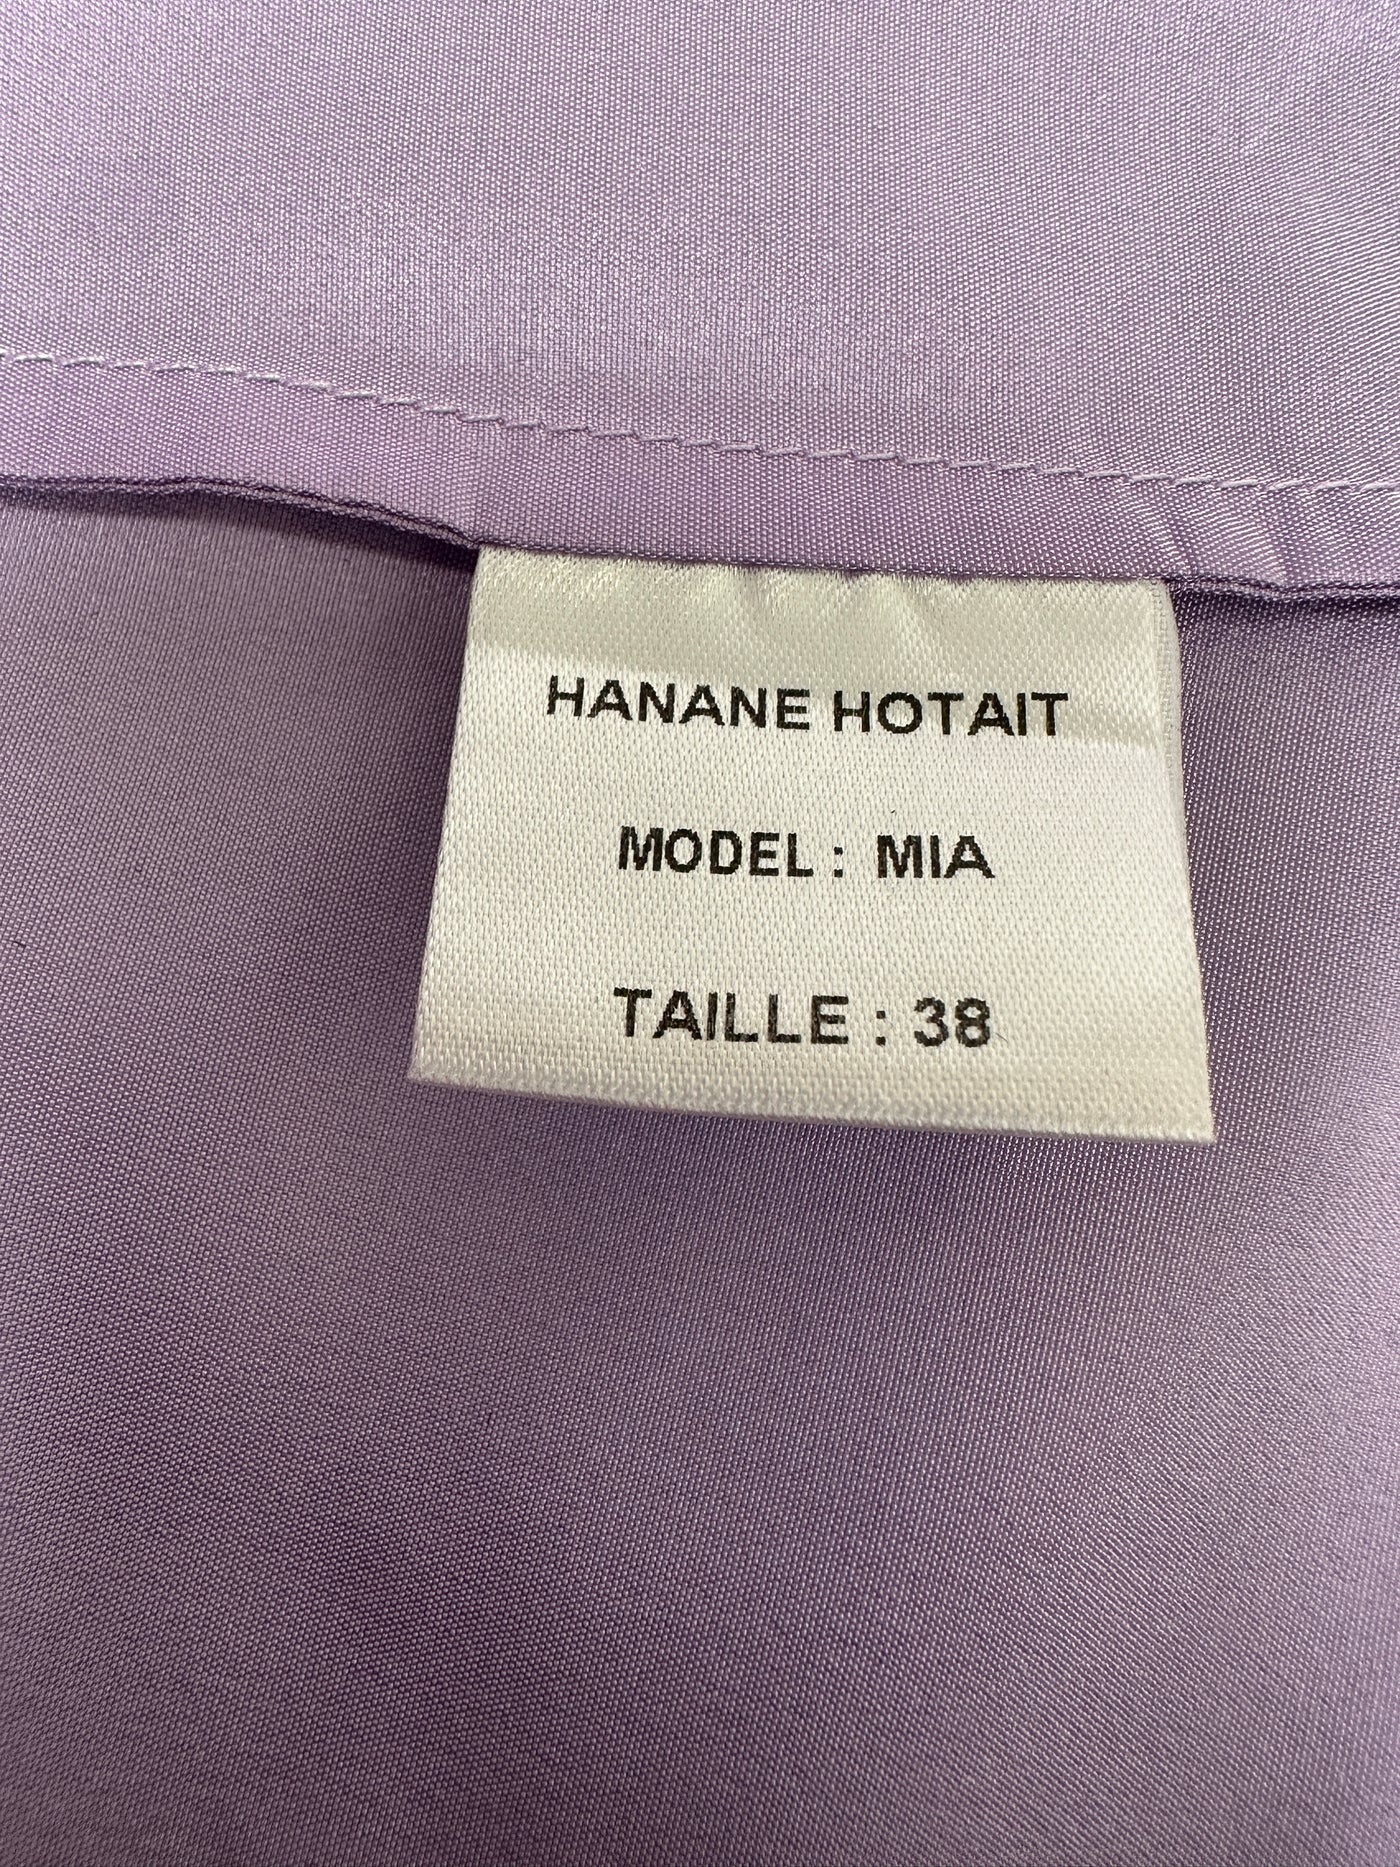 HANANE HOTAIT
MODEL : MIA
TAILLE : 38